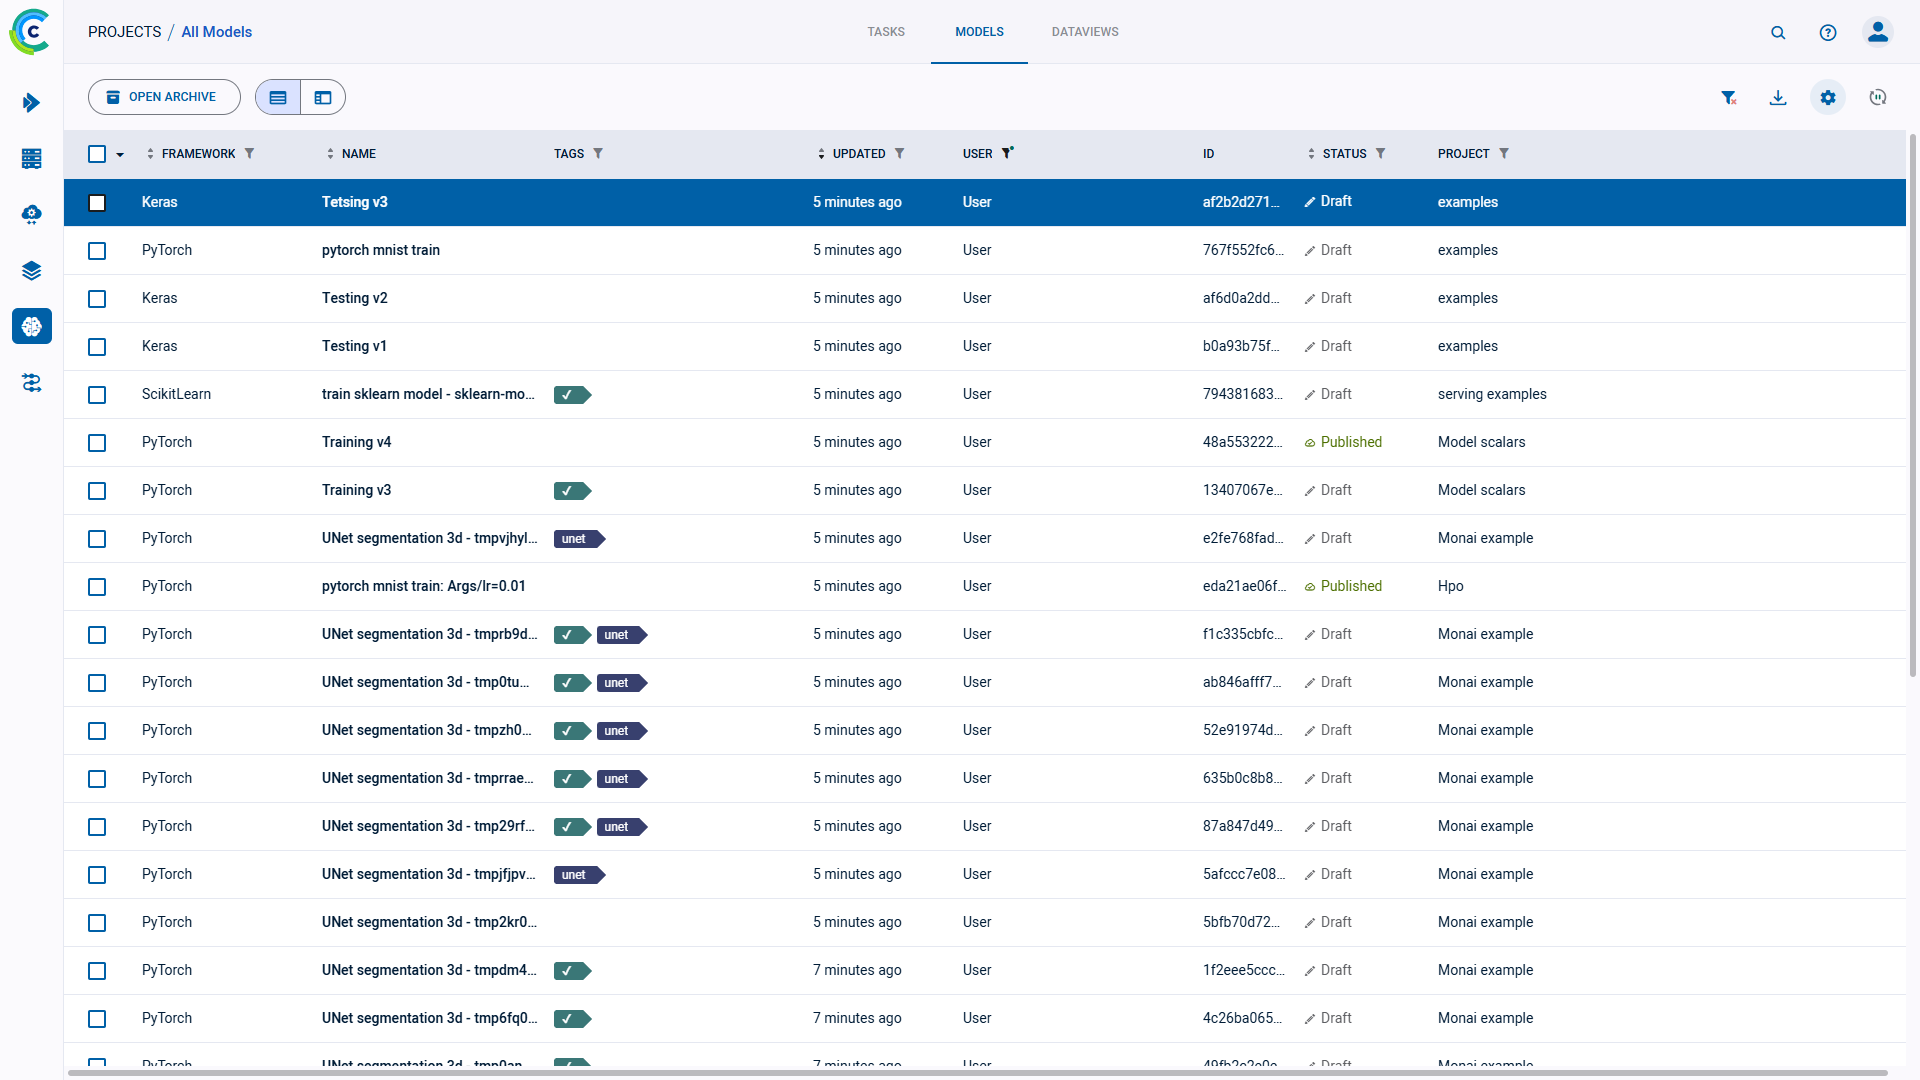 PROJECTS / All Models
TASKS MODELS DATAVIEWS
OPEN ARCHIVE
FRAMEWORK NAME TAGS UPDATED USER ID STATUS PROJECT
Keras Tetsing v3 5 minutes ago User af2b2d271... Draft examples
PyTorch pytorch mnist train 5 minutes ago User 767f552fc6... Draft examples
Keras Testing v2 5 minutes ago User af6d0a2dd... Draft examples
Keras Testing v1 5 minutes ago User b0a93b75f... Draft examples
ScikitLearn train sklearn model - sklearn-mo... ✓ 5 minutes ago User 794381683... Draft serving examples
PyTorch Training v4 5 minutes ago User 48a553222... Published Model scalars
PyTorch Training v3 ✓ 5 minutes ago User 13407067e... Draft Model scalars
PyTorch UNet segmentation 3d - tmpvjhyl... unet 5 minutes ago User e2fe768fad... Draft Monai example
PyTorch pytorch mnist train: Args/lr=0.01 5 minutes ago User eda21ae06f... Published Hpo
PyTorch UNet segmentation 3d - tmprb9d... ✓ unet 5 minutes ago User f1c335cbfc... Draft Monai example
PyTorch UNet segmentation 3d - tmp0tu... ✓ unet 5 minutes ago User ab846afff7... Draft Monai example
PyTorch UNet segmentation 3d - tmpzh0... ✓ unet 5 minutes ago User 52e91974d... Draft Monai example
PyTorch UNet segmentation 3d - tmprrae... ✓ unet 5 minutes ago User 635b0c8b8... Draft Monai example
PyTorch UNet segmentation 3d - tmp29rf... ✓ unet 5 minutes ago User 87a847d49... Draft Monai example
PyTorch UNet segmentation 3d - tmpjfjpv... unet 5 minutes ago User 5afccc7e08... Draft Monai example
PyTorch UNet segmentation 3d - tmp2kr0... 5 minutes ago User 5bfb70d72... Draft Monai example
PyTorch UNet segmentation 3d - tmpdm4... ✓ 7 minutes ago User 1f2eee5ccc... Draft Monai example
PyTorch UNet segmentation 3d - tmp6fq0... ✓ 7 minutes ago User 4c26ba065... Draft Monai example
PyTorch UNet segmentation 3d - 7 minutes ago User Draft Monai example